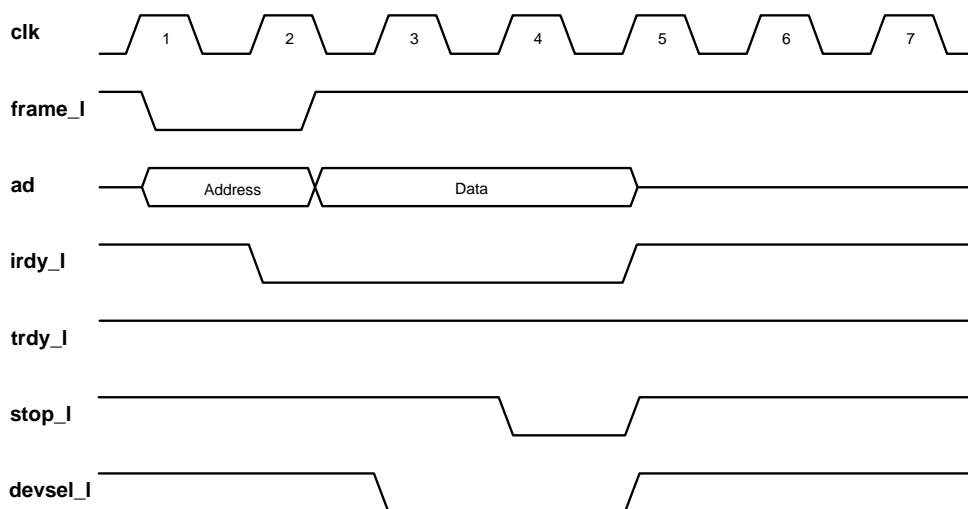 clk 1 2 3 4 5 6 7
frame_l
ad Address Data
irdy_l
trdy_l
stop_l
devsel_l